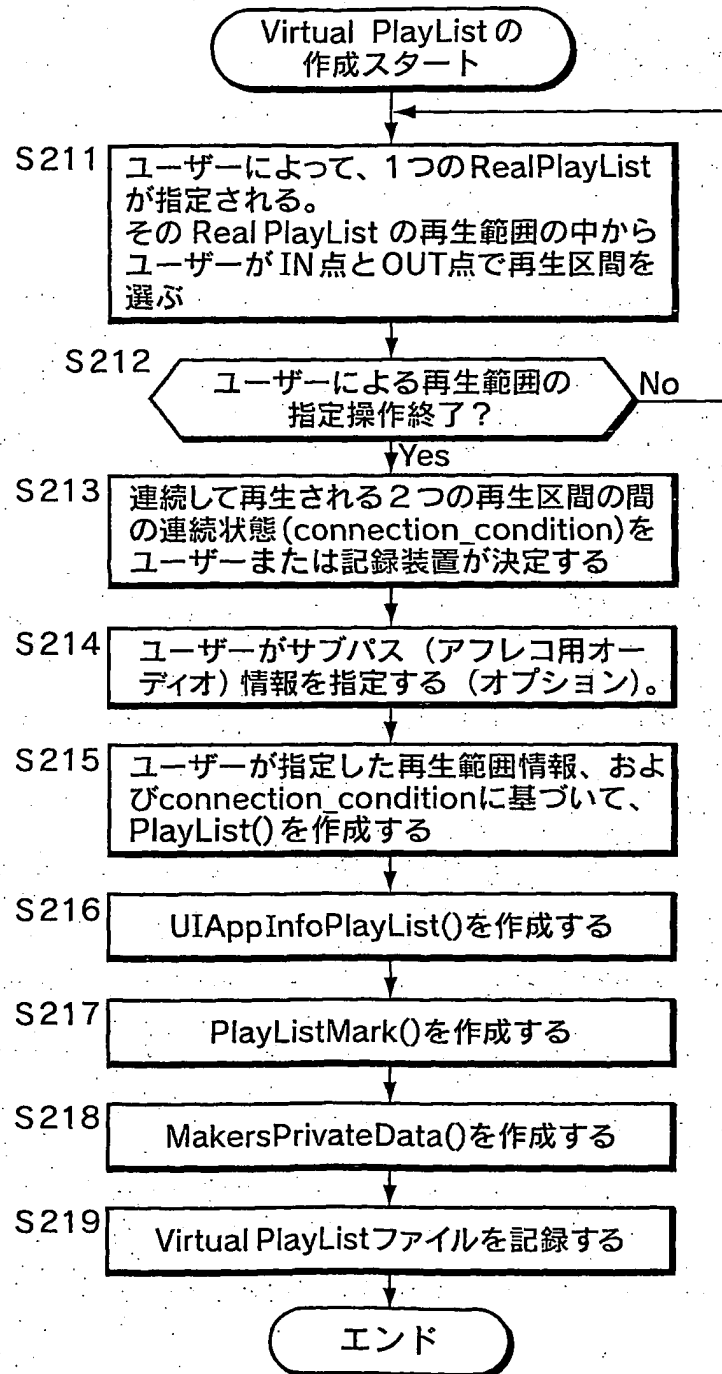 Virtual PlayList の
作成スタート
S211
ユーザーによって、1つのRealPlayList
が指定される。
その Real PlayList の再生範囲の中から
ユーザーが IN点とOUT点で再生区間を
選ぶ
S212
ユーザーによる再生範囲の
指定操作終了？
No
Yes
S213
連続して再生される2つの再生区間の間
の連続状態(connection_condition)を
ユーザーまたは記録装置が決定する
S214
ユーザーがサブパス（アフレコ用オー
ディオ）情報を指定する（オプション）。
S215
ユーザーが指定した再生範囲情報、およ
びconnection_conditionに基づいて、
PlayList()を作成する
S216
UIAppInfoPlayList()を作成する
S217
PlayListMark()を作成する
S218
MakersPrivateData()を作成する
S219
Virtual PlayListファイルを記録する
エンド